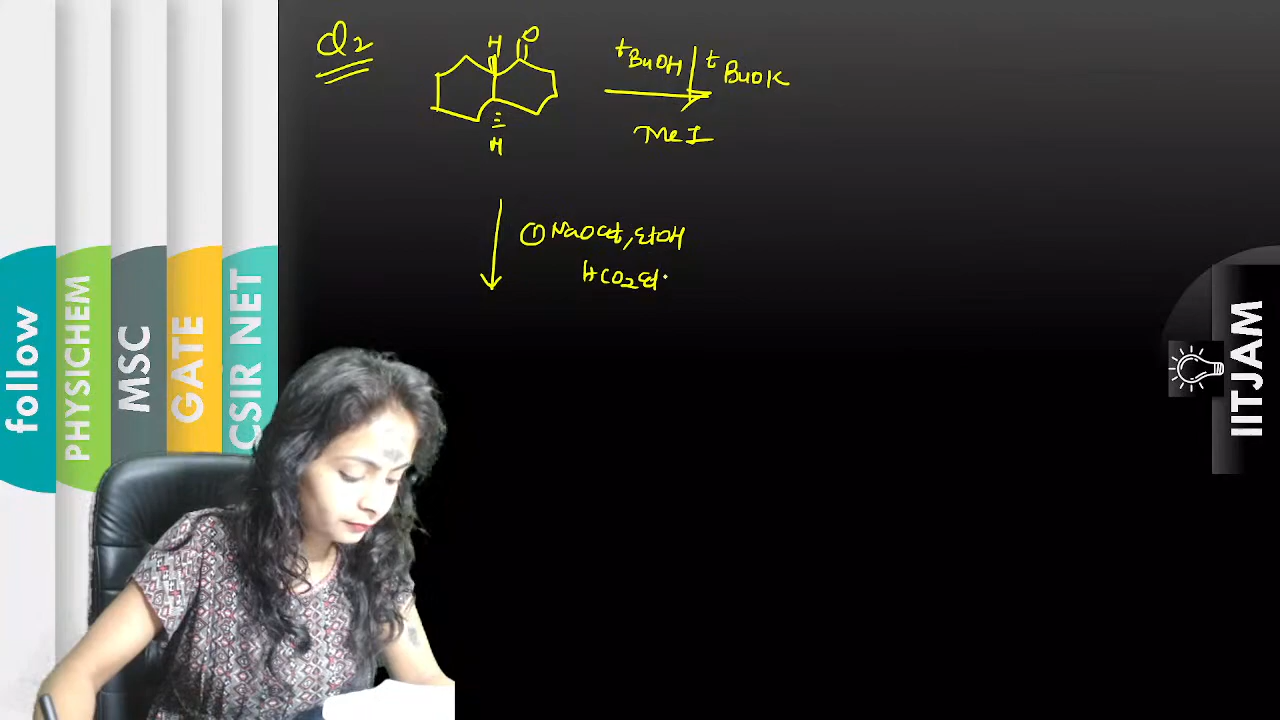 Q2
H
O
H
tBuOH | tBuOK
MeI
① NaOEt, EtOH
HCO2Et
follow
PHYSICHEM
MSC
GATE
CSIR NET
IITJAM